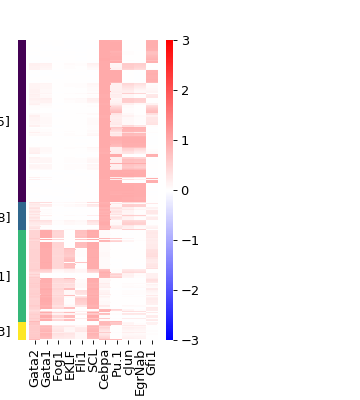 3
2
1
0
−1
−2
−3
5]
8]
1]
3]
Gata2
Gata1
Fog1
EKLF
Fli1
SCL
Cebpa
Pu.1
cJun
EgrNab
Gfi1